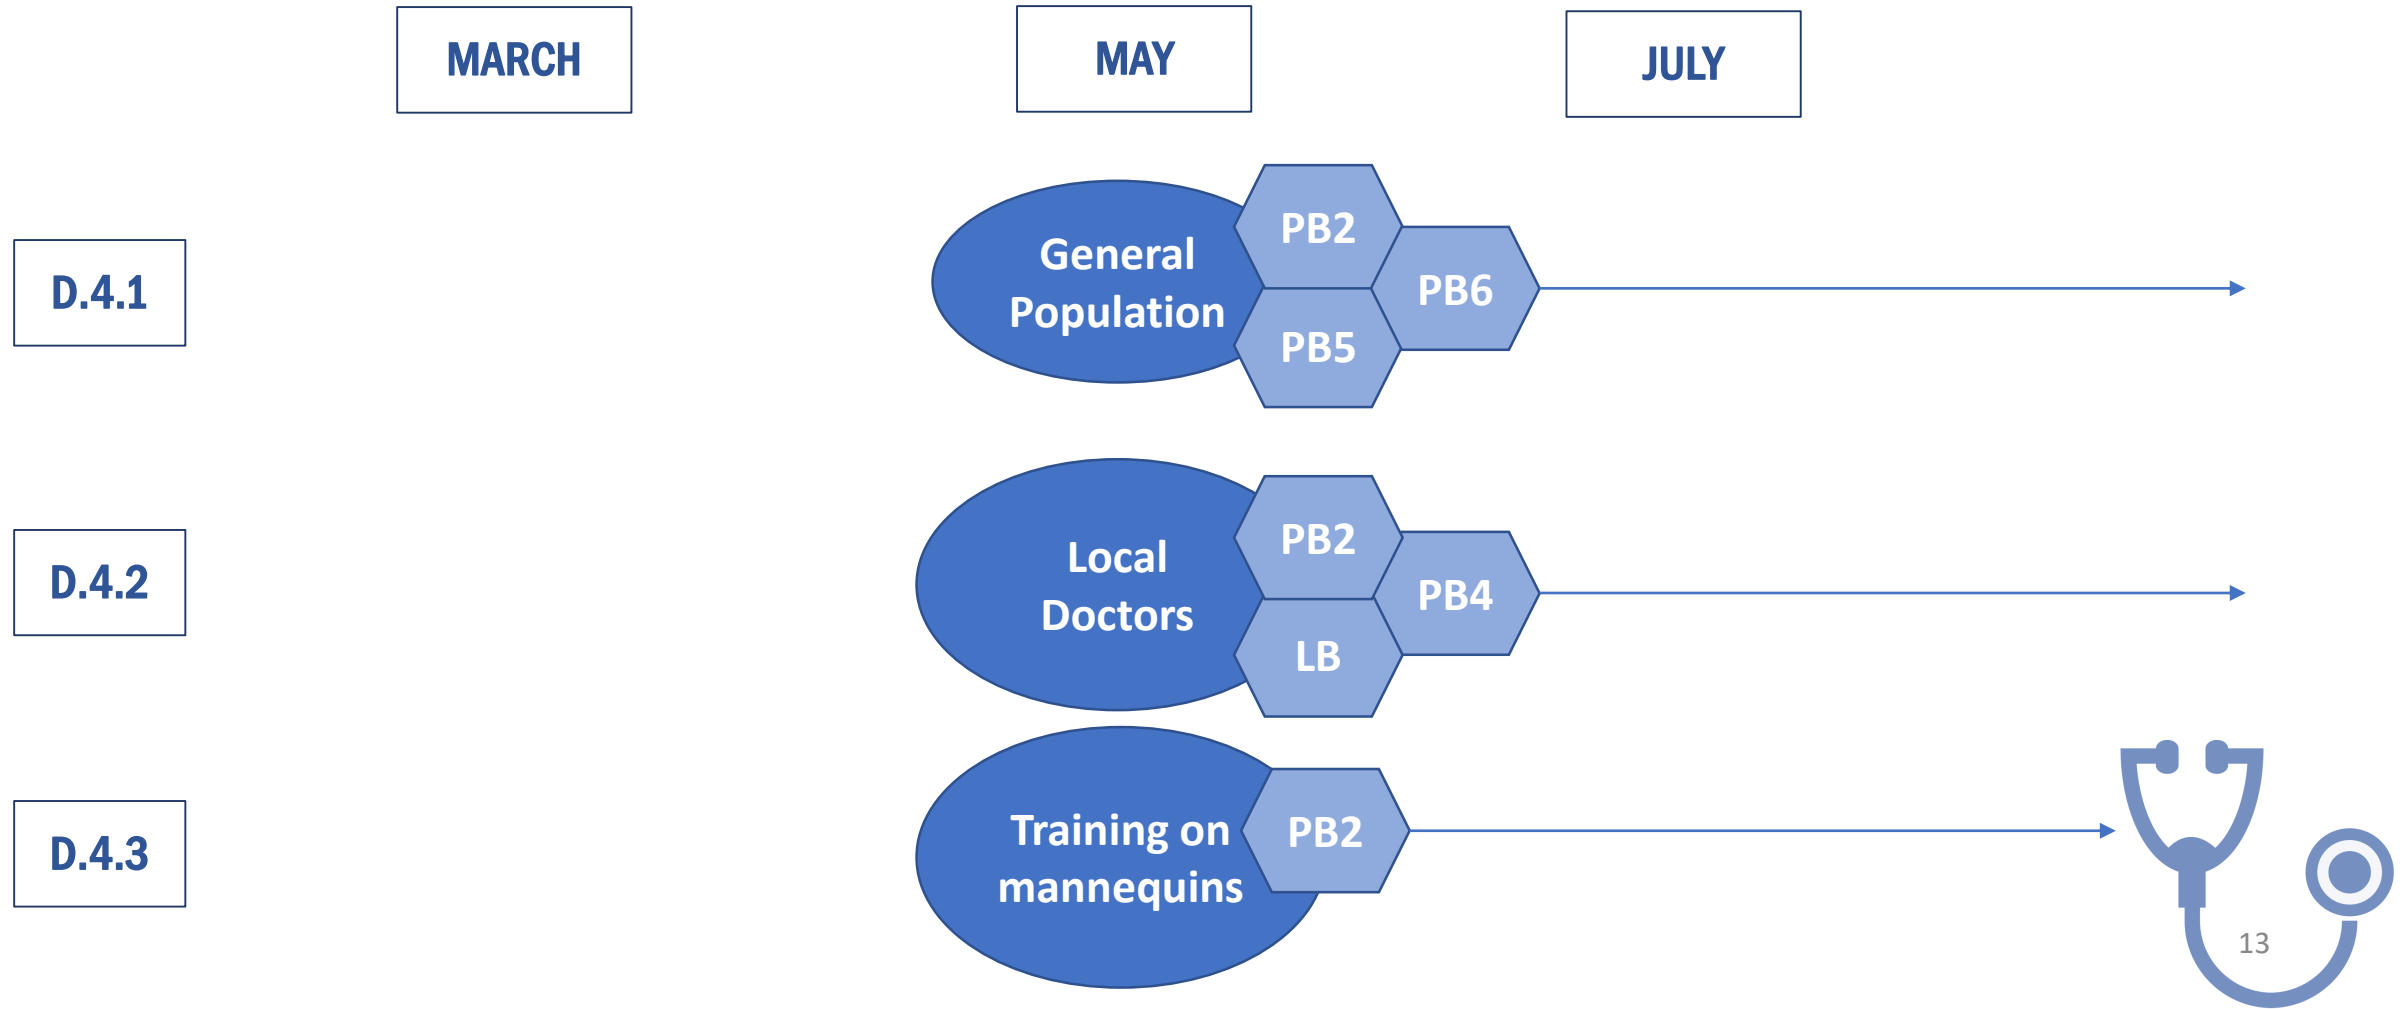 MARCH
MAY
JULY
D.4.1
General
Population
PB2
PB5
PB6
D.4.2
Local
Doctors
PB2
LB
PB4
D.4.3
Training on
mannequins
PB2
13